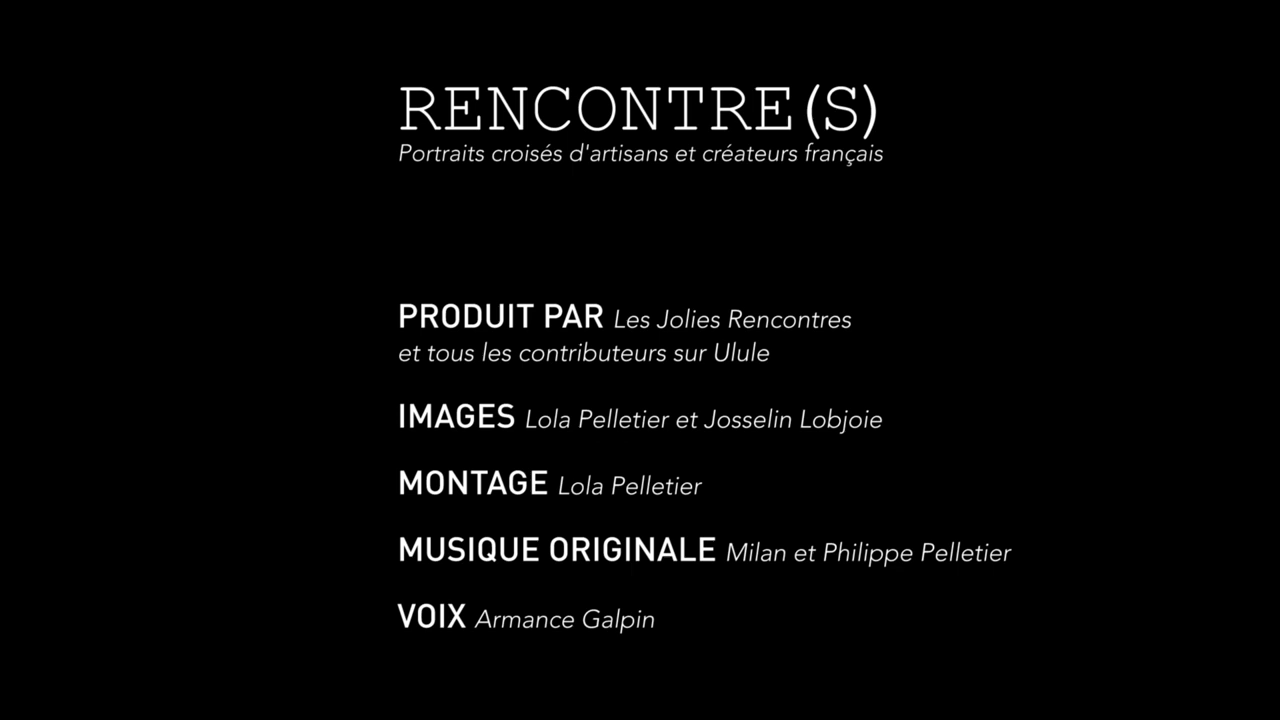 RENCONTRE(S)
Portraits croisés d'artisans et créateurs français
PRODUIT PAR Les Jolies Rencontres
et tous les contributeurs sur Ulule
IMAGES Lola Pelletier et Josselin Lobjoie
MONTAGE Lola Pelletier
MUSIQUE ORIGINALE Milan et Philippe Pelletier
VOIX Armance Galpin